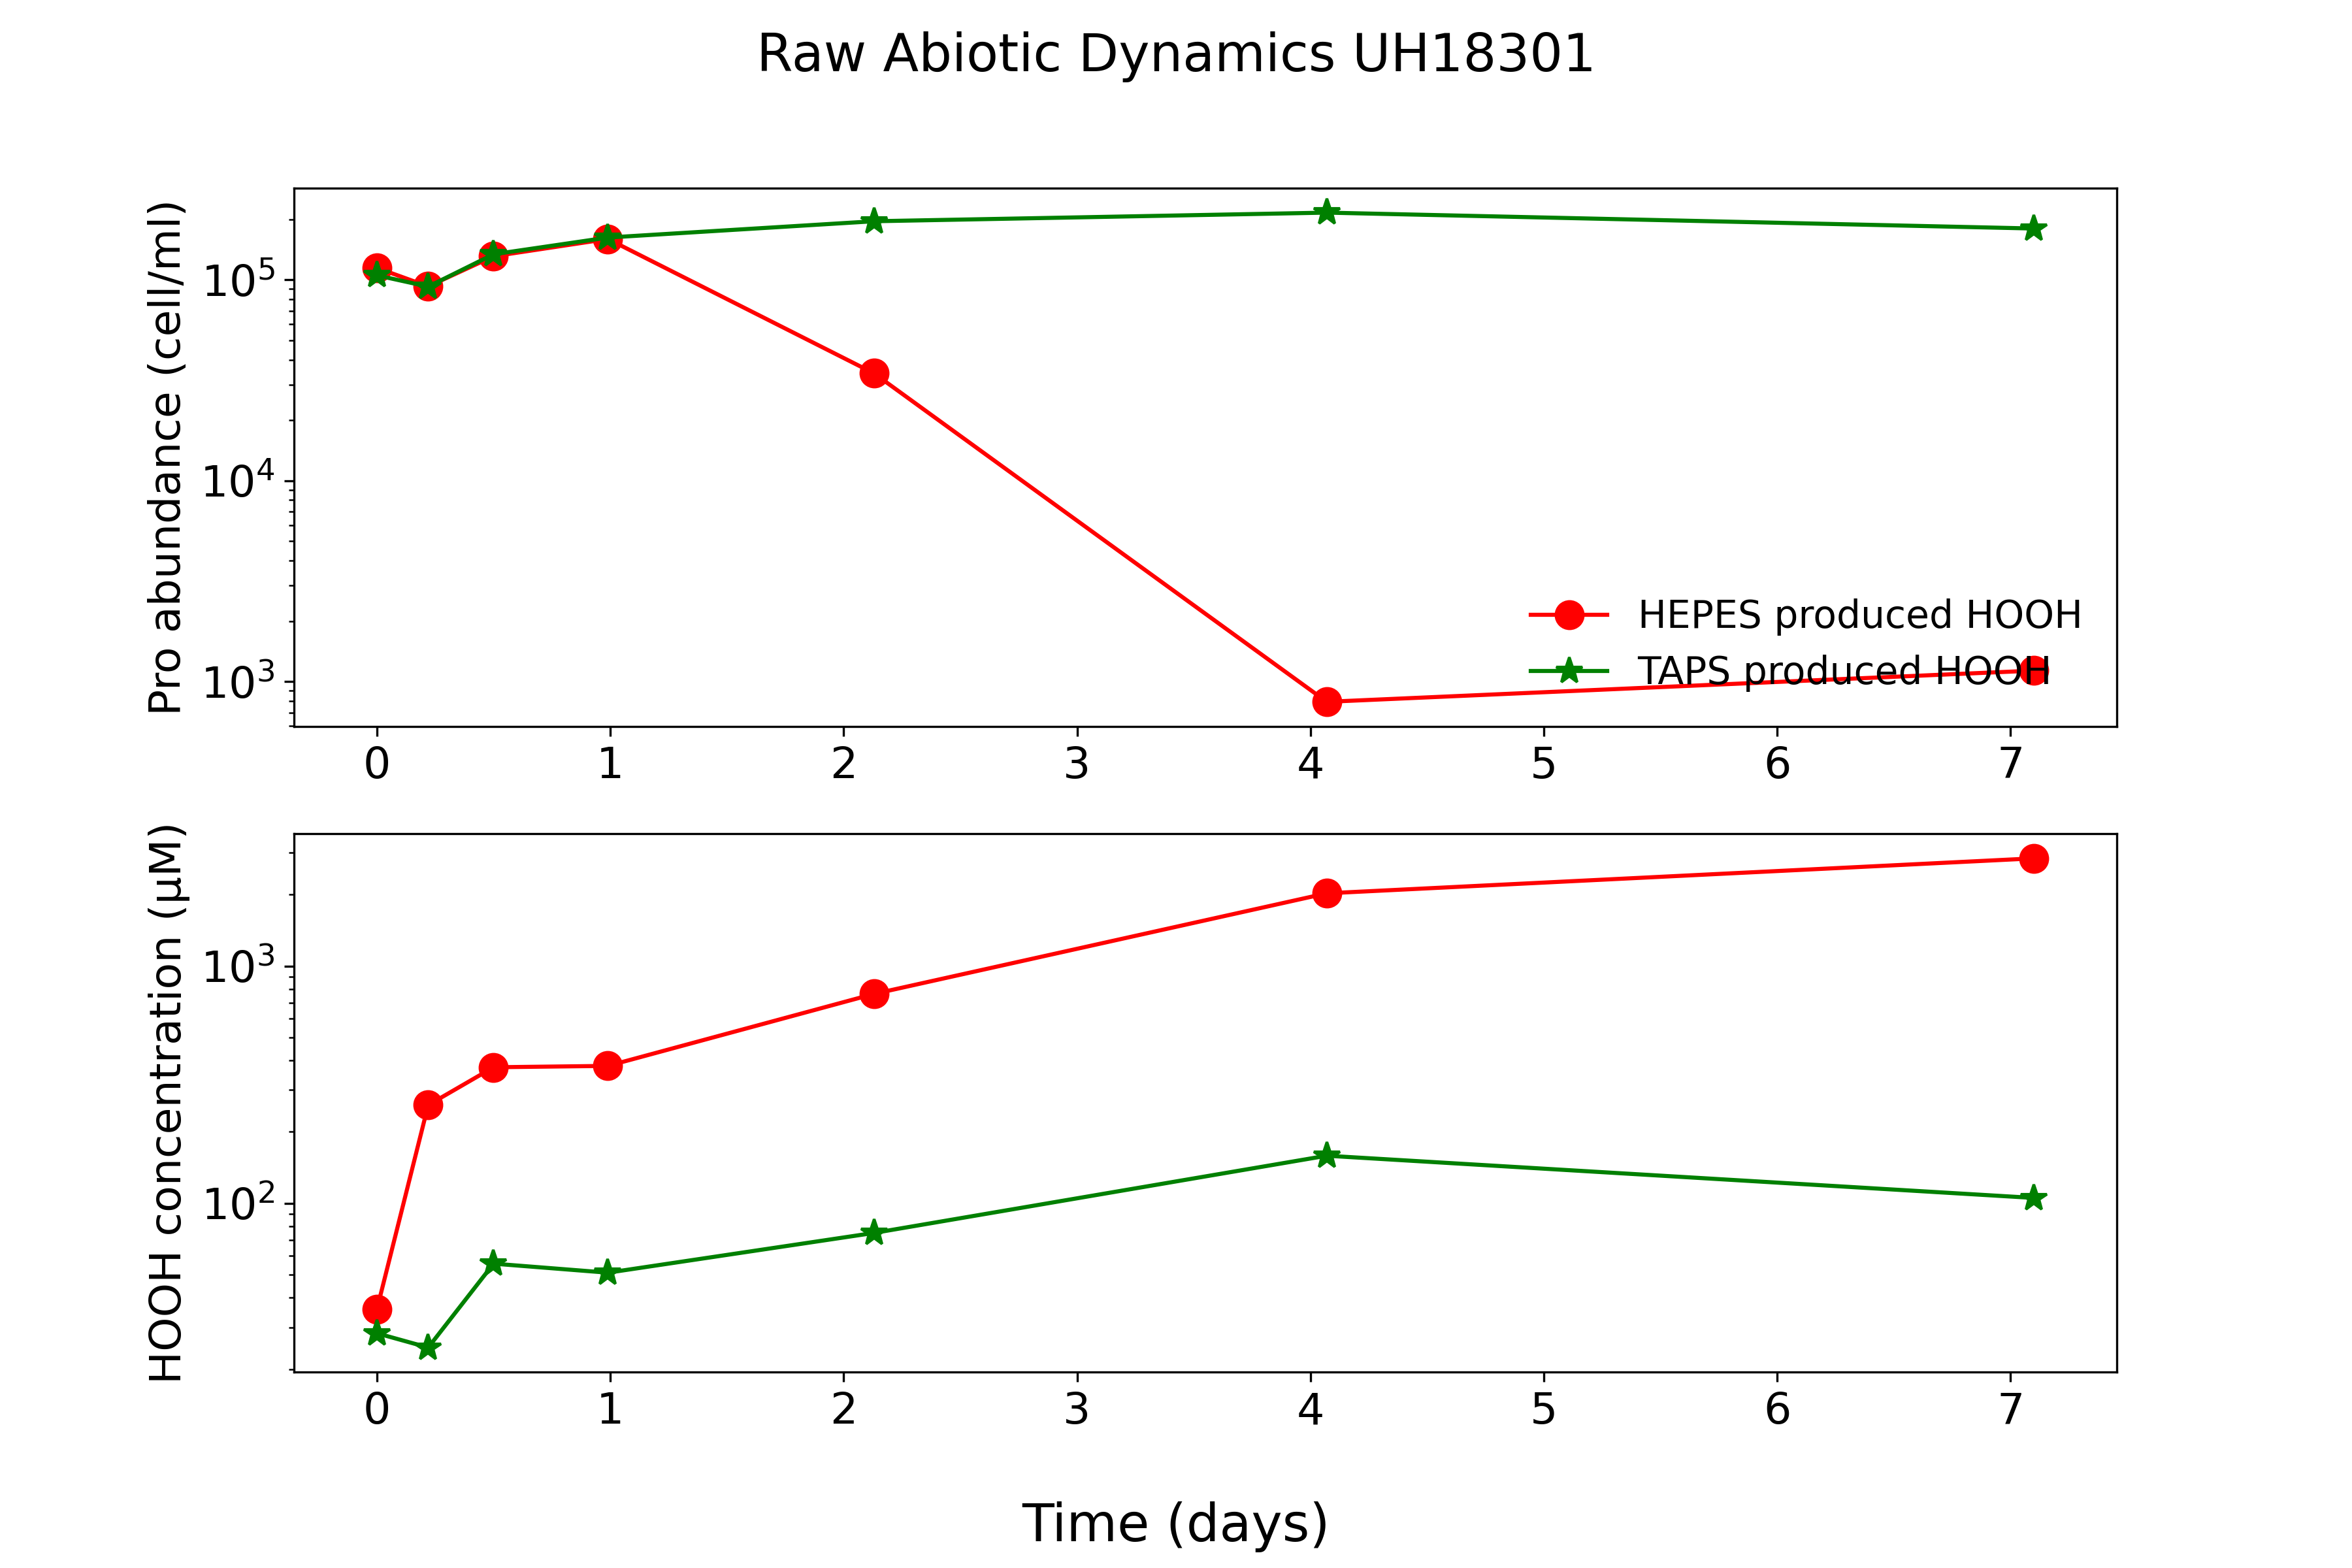 Raw Abiotic Dynamics UH18301
Pro abundance (cell/ml)
10⁵
10⁴
10³
HEPES produced HOOH
TAPS produced HOOH
0 1 2 3 4 5 6 7
HOOH concentration (μM)
10³
10²
0 1 2 3 4 5 6 7
Time (days)